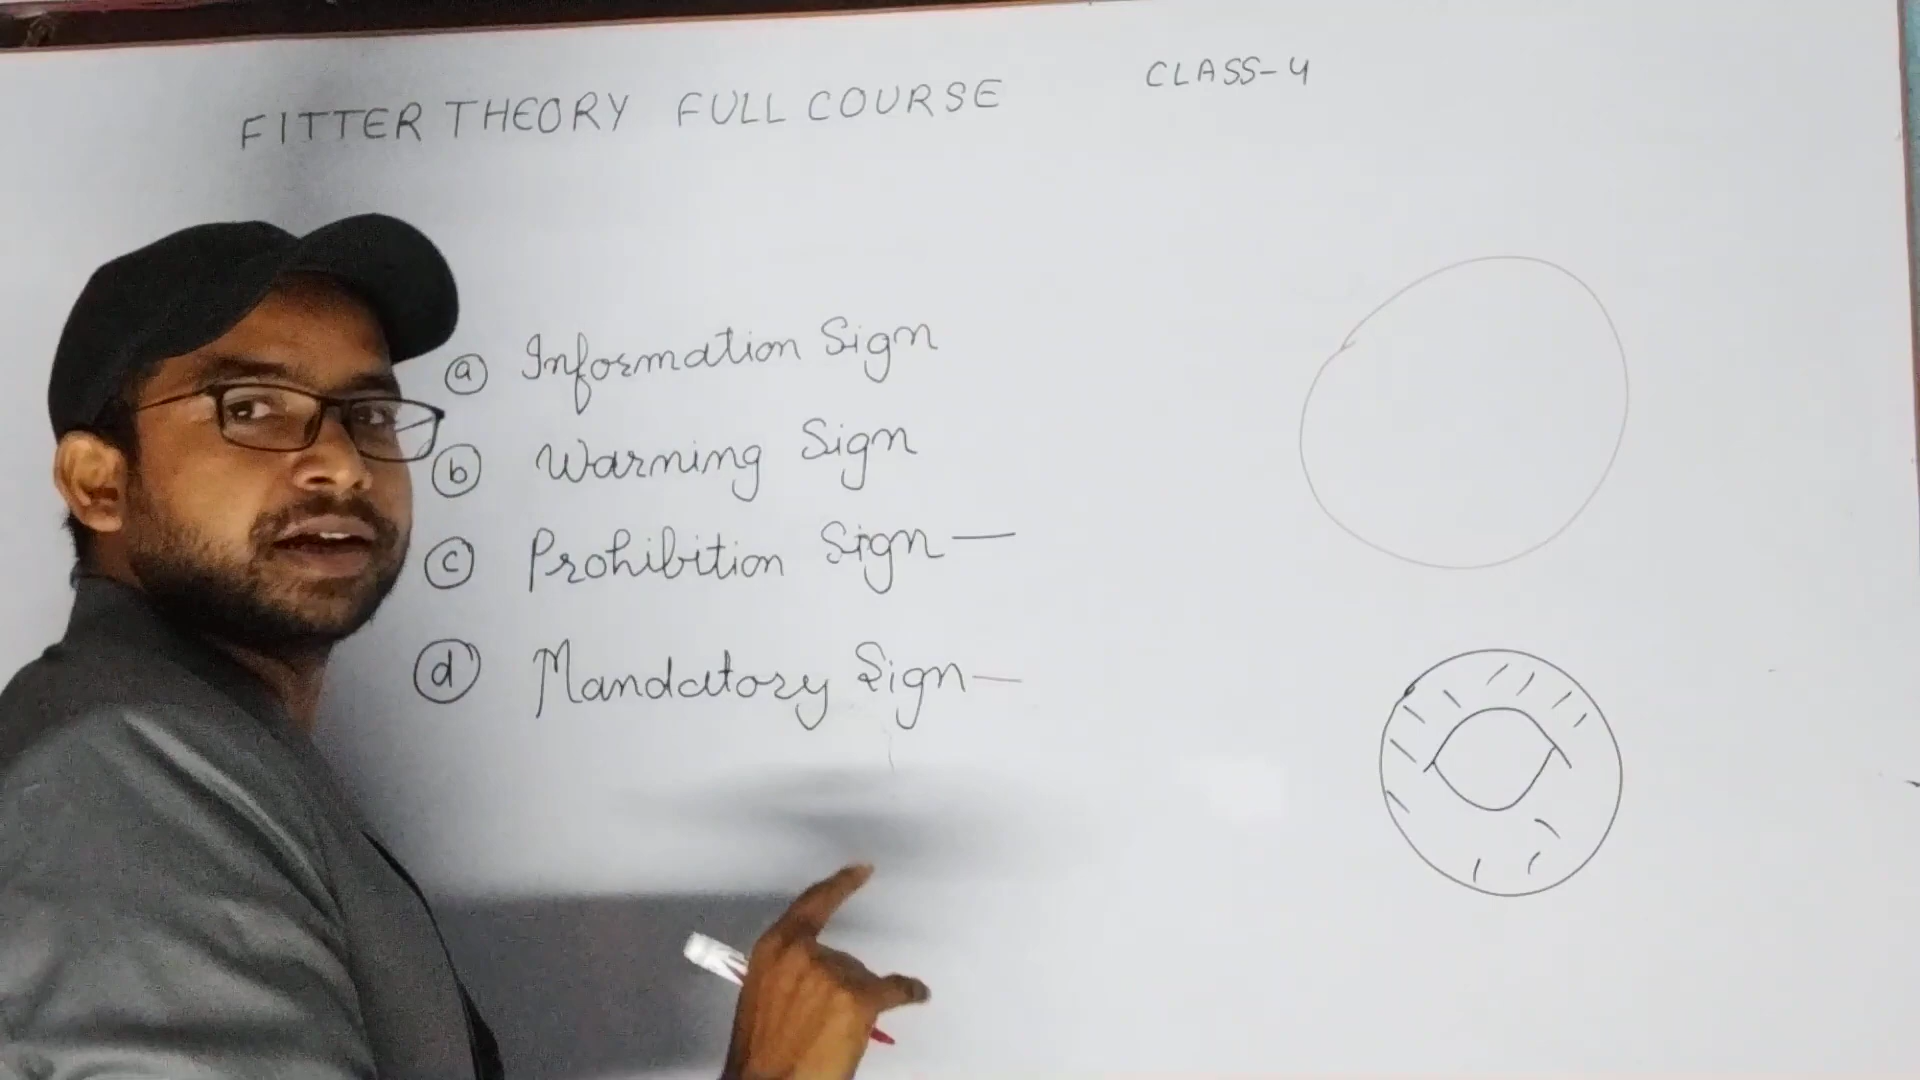 FITTER THEORY FULL COURSE CLASS-4
(a) Information Sign
(b) Warning Sign
(c) Prohibition Sign —
(d) Mandatory Sign —